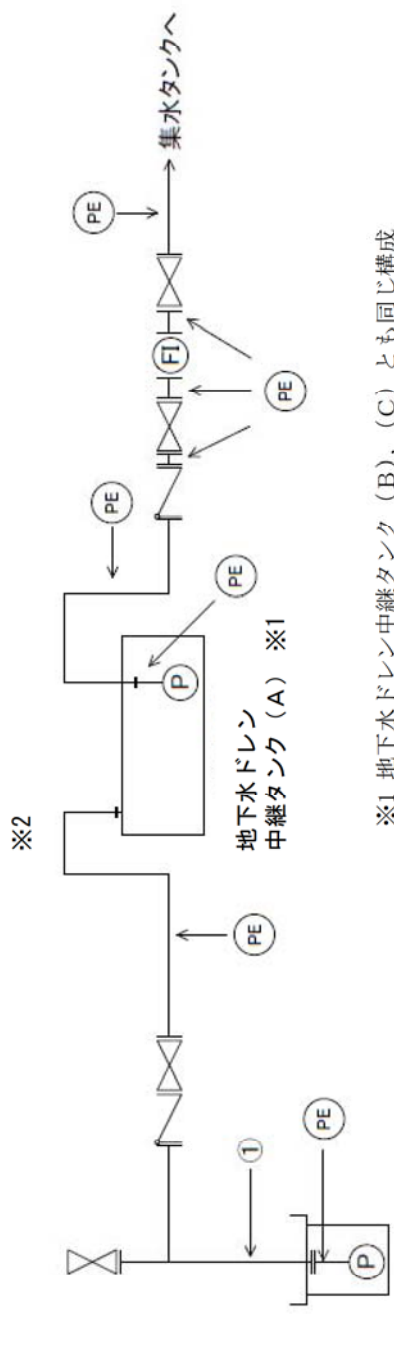 ※2
PE
PE
集水タンクへ
FI
PE
PE
P
地下水ドレン
中継タンク（A） ※1
PE
①
PE
P
※1 地下水ドレン中継タンク（B），（C）とも同じ構成